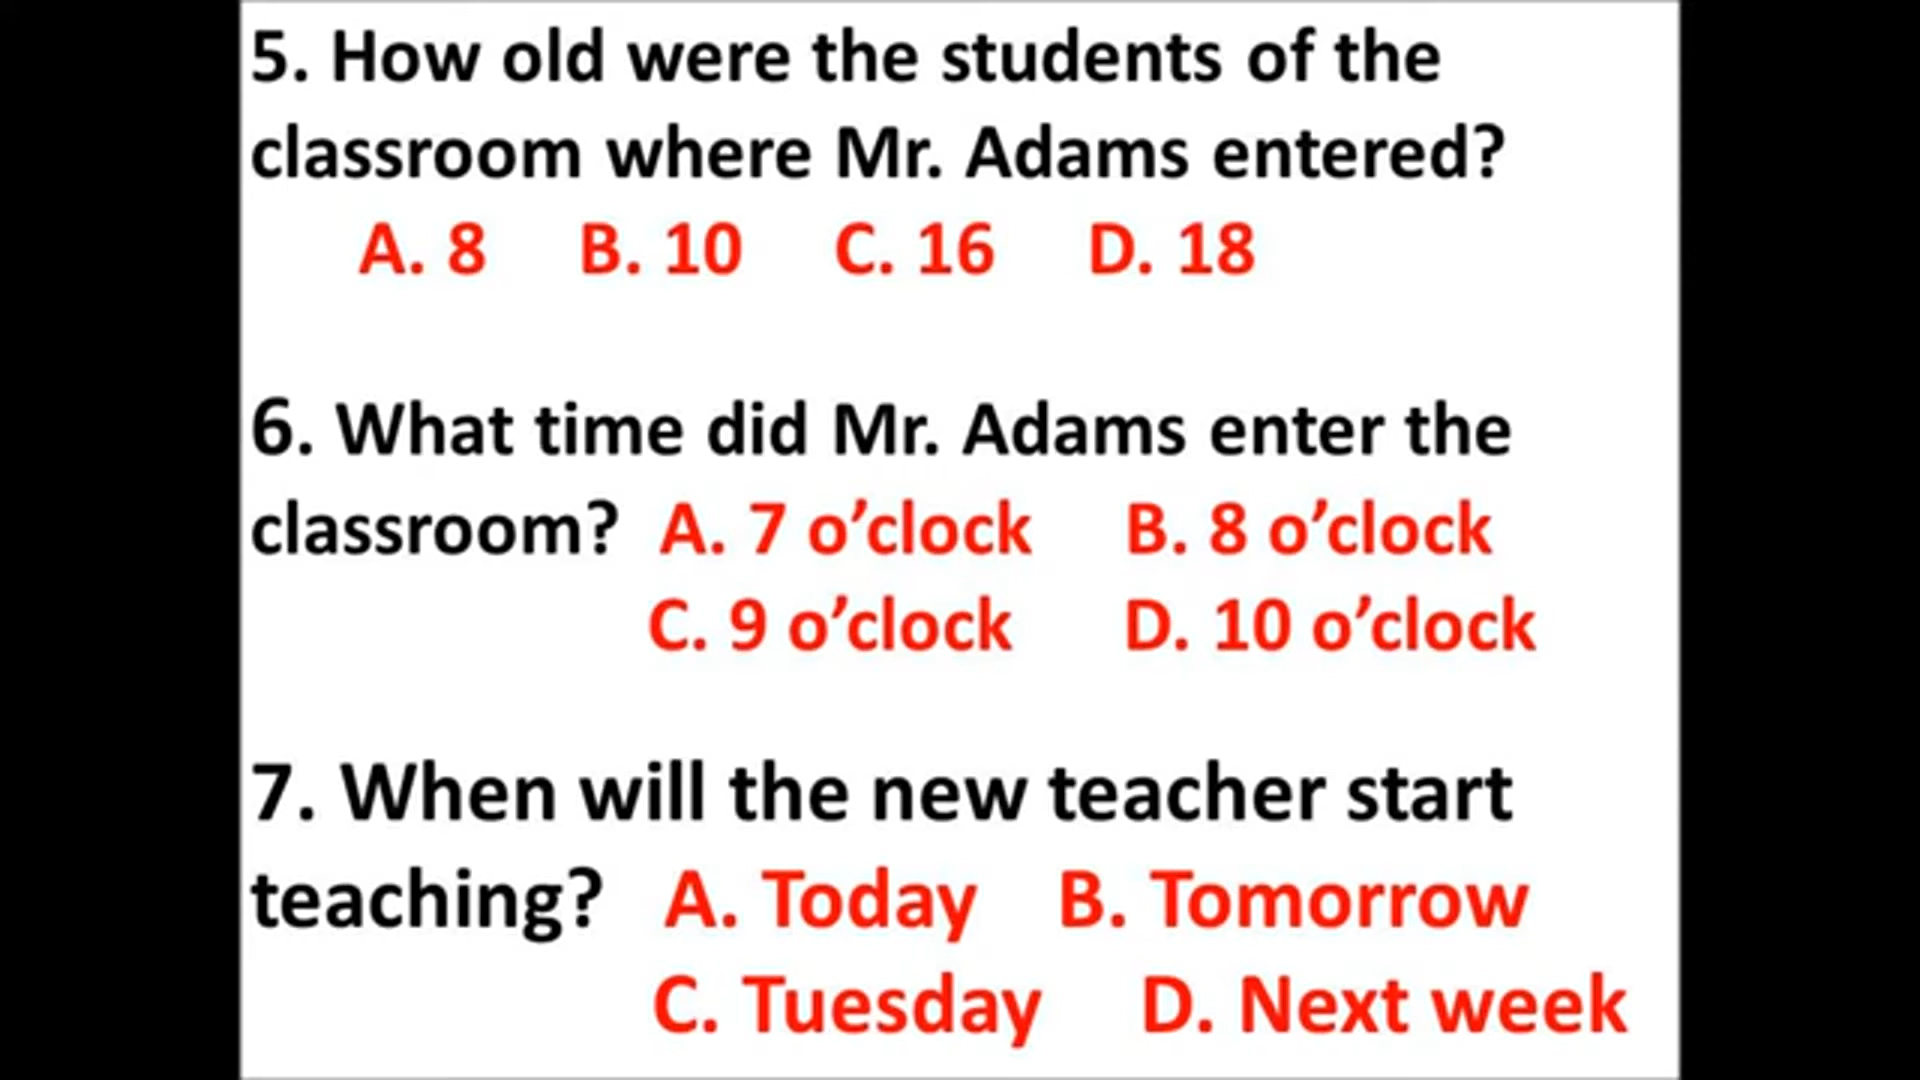 5. How old were the students of the
classroom where Mr. Adams entered?
A. 8 B. 10 C. 16 D. 18
6. What time did Mr. Adams enter the
classroom? A. 7 o’clock B. 8 o’clock
C. 9 o’clock D. 10 o’clock
7. When will the new teacher start
teaching? A. Today B. Tomorrow
C. Tuesday D. Next week